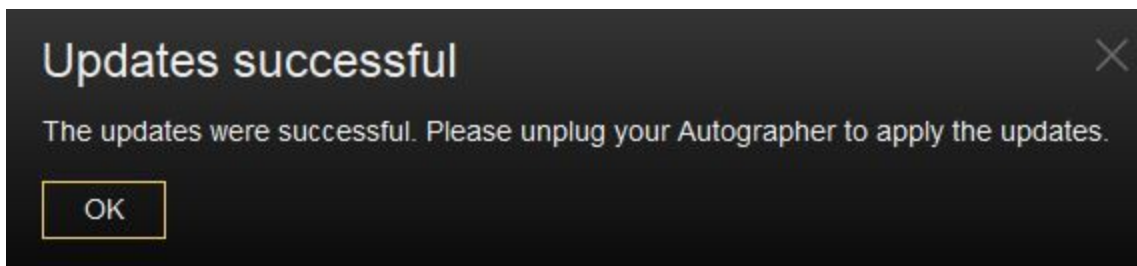 Updates successful
The updates were successful. Please unplug your Autographer to apply the updates.
OK